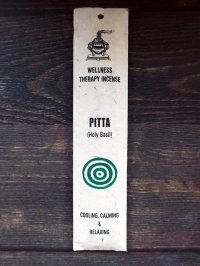 WELLNESS
THERAPY INCENSE
PITTA
(Holy Basil)
COOLING, CALMING
&
RELAXING